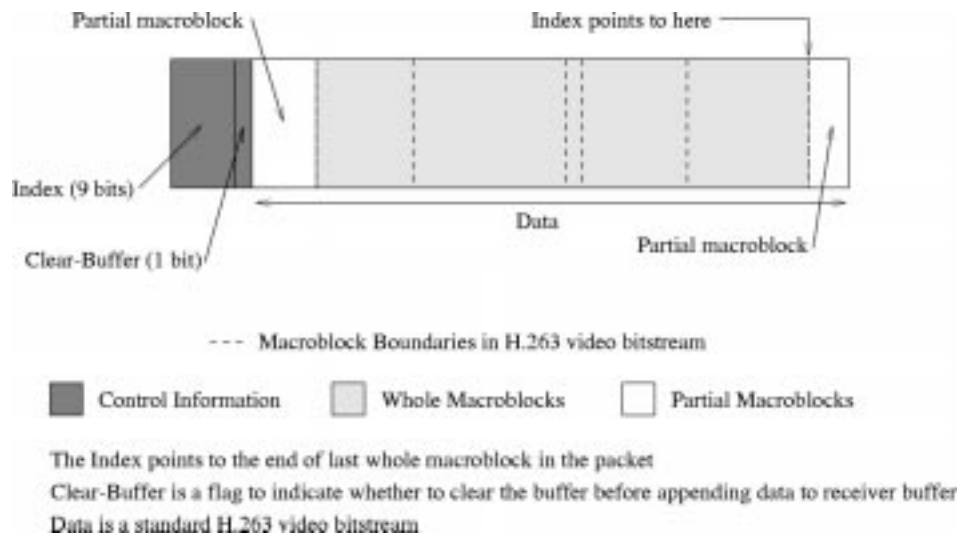 Partial macroblock
Index points to here
Index (9 bits)
Data
Clear-Buffer (1 bit)
Partial macroblock
Macroblock Boundaries in H.263 video bitstream
Control Information
Whole Macroblocks
Partial Macroblocks
The Index points to the end of last whole macroblock in the packet
Clear-Buffer is a flag to indicate whether to clear the buffer before appending data to receiver buffer
Data is a standard H.263 video bitstream